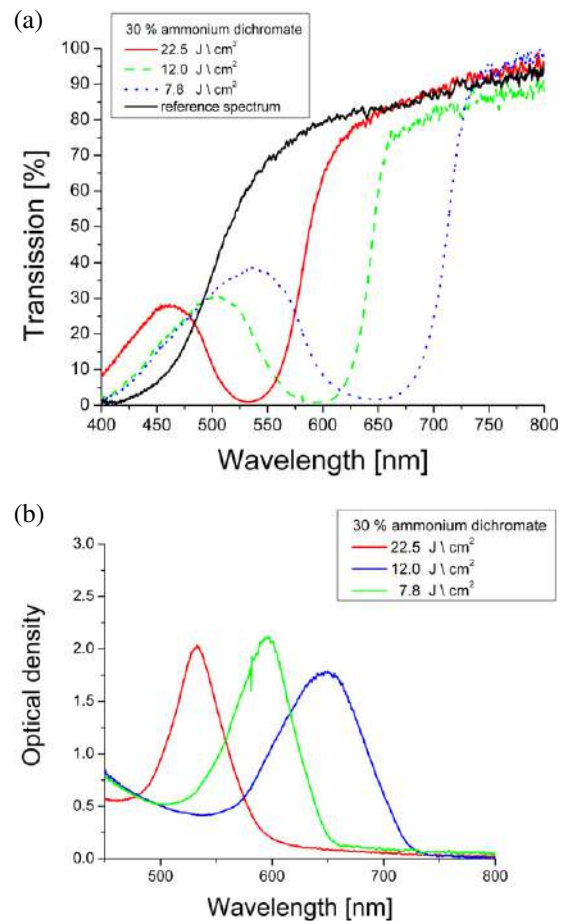 (a)
30 % ammonium dichromate
22.5 J \ cm²
12.0 J \ cm²
7.8 J \ cm²
reference spectrum
100
90
80
70
60
50
40
30
20
10
0
Transission [%]
400 450 500 550 600 650 700 750 800
Wavelength [nm]
(b)
30 % ammonium dichromate
22.5 J \ cm²
12.0 J \ cm²
7.8 J \ cm²
3.0
2.5
2.0
1.5
1.0
0.5
0.0
Optical density
500 600 700 800
Wavelength [nm]